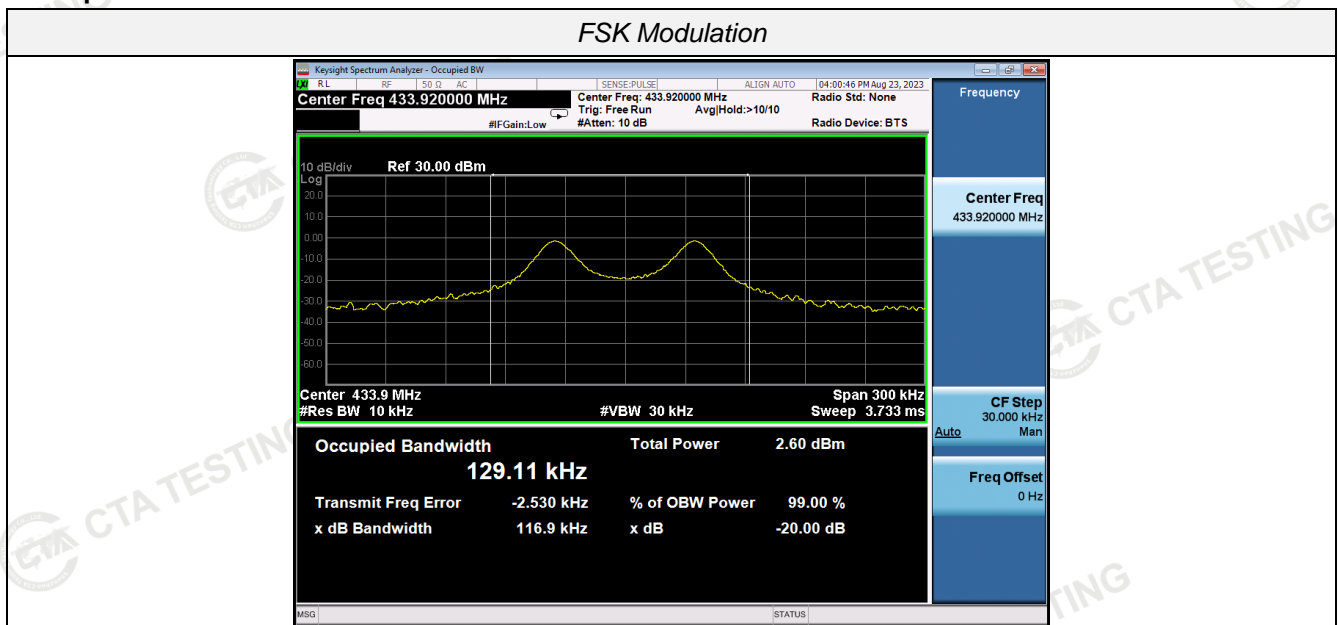 FSK Modulation
Keysight Spectrum Analyzer - Occupied BW
RL RF 50 Ω AC SENSE:PULSE ALIGN AUTO 04:00:46 PM Aug 23, 2023
Center Freq 433.920000 MHz Center Freq: 433.920000 MHz Radio Std: None
Trig: Free Run Avg|Hold:>10/10
#IFGain:Low #Atten: 10 dB Radio Device: BTS
Frequency
10 dB/div Ref 30.00 dBm
Log
20.0
10.0
0.00
-10.0
-20.0
-30.0
-40.0
-50.0
-60.0
Center 433.9 MHz Span 300 kHz
#Res BW 10 kHz #VBW 30 kHz Sweep 3.733 ms
Center Freq
433.920000 MHz
CF Step
30.000 kHz
Auto Man
Freq Offset
0 Hz
Occupied Bandwidth Total Power 2.60 dBm
129.11 kHz
Transmit Freq Error -2.530 kHz % of OBW Power 99.00 %
x dB Bandwidth 116.9 kHz x dB -20.00 dB
MSG STATUS
CTA TESTING
CTA TESTING
CTA
TING